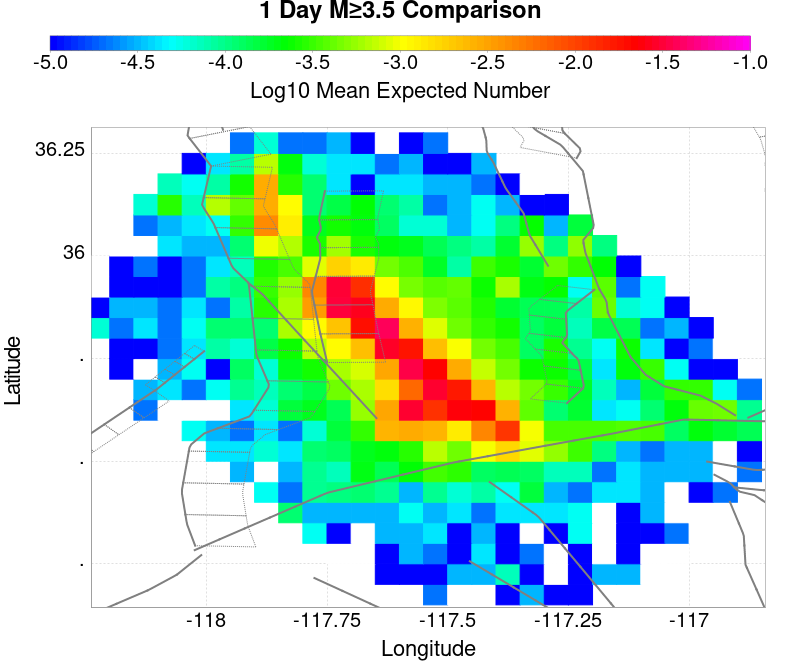 1 Day M≥3.5 Comparison
-5.0 -4.5 -4.0 -3.5 -3.0 -2.5 -2.0 -1.5 -1.0
Log10 Mean Expected Number
36.25
36
.
.
.
Latitude
-118 -117.75 -117.5 -117.25 -117
Longitude